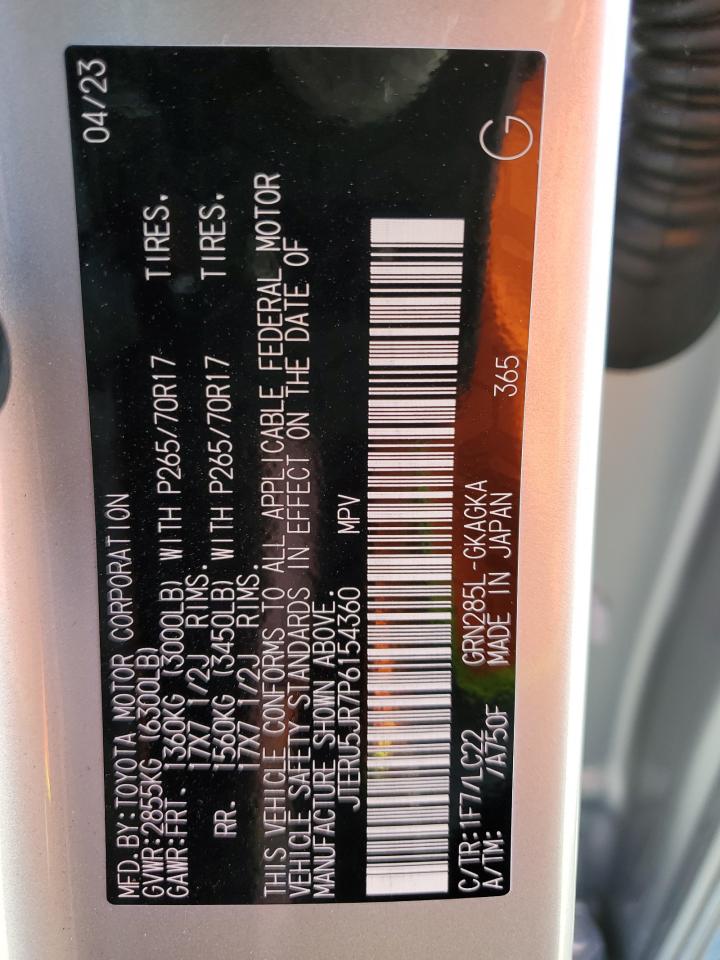 MFD. BY: TOYOTA MOTOR CORPORATION 04/23
GVWR: 2855KG (6300LB)
GAWR: FRT. 1360KG (3000LB) WITH P265/70R17 TIRES.
17X7 1/2J RIMS.
RR. 1560KG (3450LB) WITH P265/70R17 TIRES.
17X7 1/2J RIMS.
THIS VEHICLE CONFORMS TO ALL APPLICABLE FEDERAL MOTOR
VEHICLE SAFETY STANDARDS IN EFFECT ON THE DATE OF
MANUFACTURE SHOWN ABOVE.
JTERU5JR7P6154360 MPV
C/TR: 1F7/LC22 GRN285L-GKAGKA 365 G
A/TM: /A750F MADE IN JAPAN